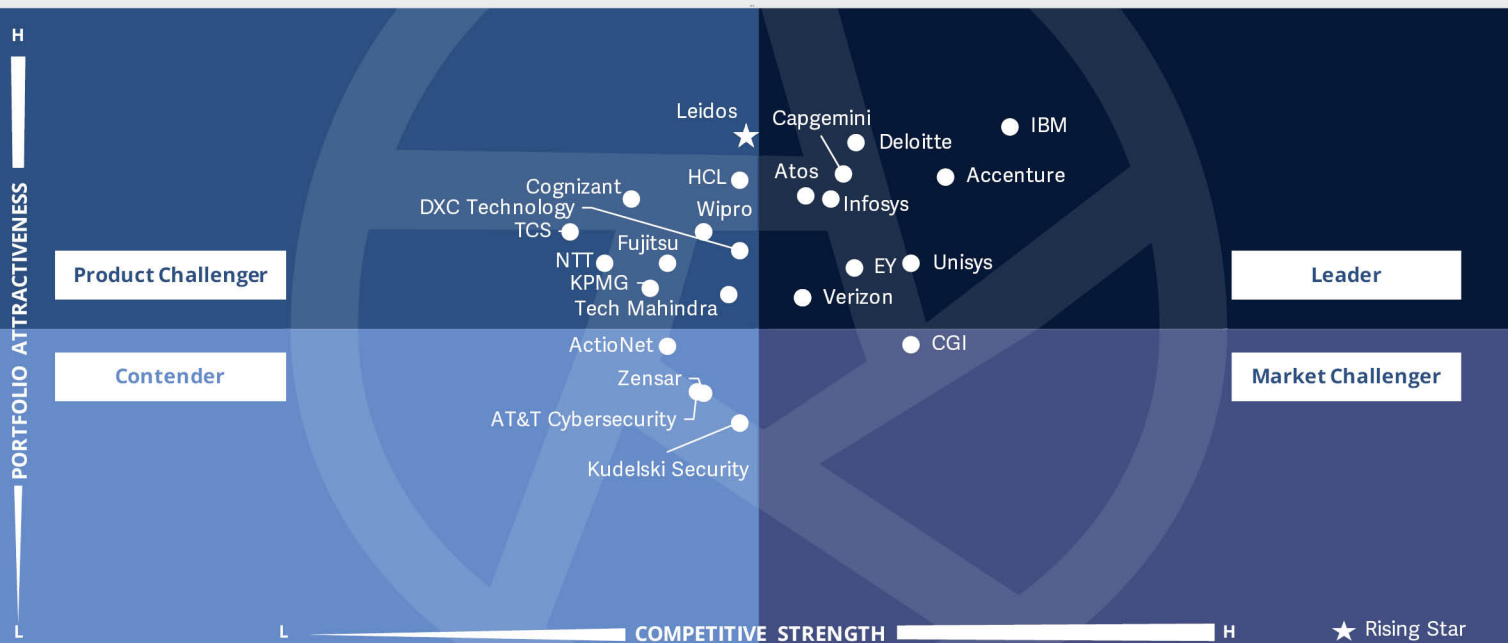 H
Leidos
Capgemini
IBM
Deloitte
HCL
Atos
Accenture
Cognizant
Infosys
DXC Technology
Wipro
TCS
Fujitsu
NTT
EY
Unisys
Product Challenger
Leader
KPMG
Verizon
Tech Mahindra
PORTFOLIO ATTRACTIVENESS
ActioNet
CGI
Contender
Zensar
Market Challenger
AT&T Cybersecurity
Kudelski Security
L
L
COMPETITIVE STRENGTH
H
Rising Star